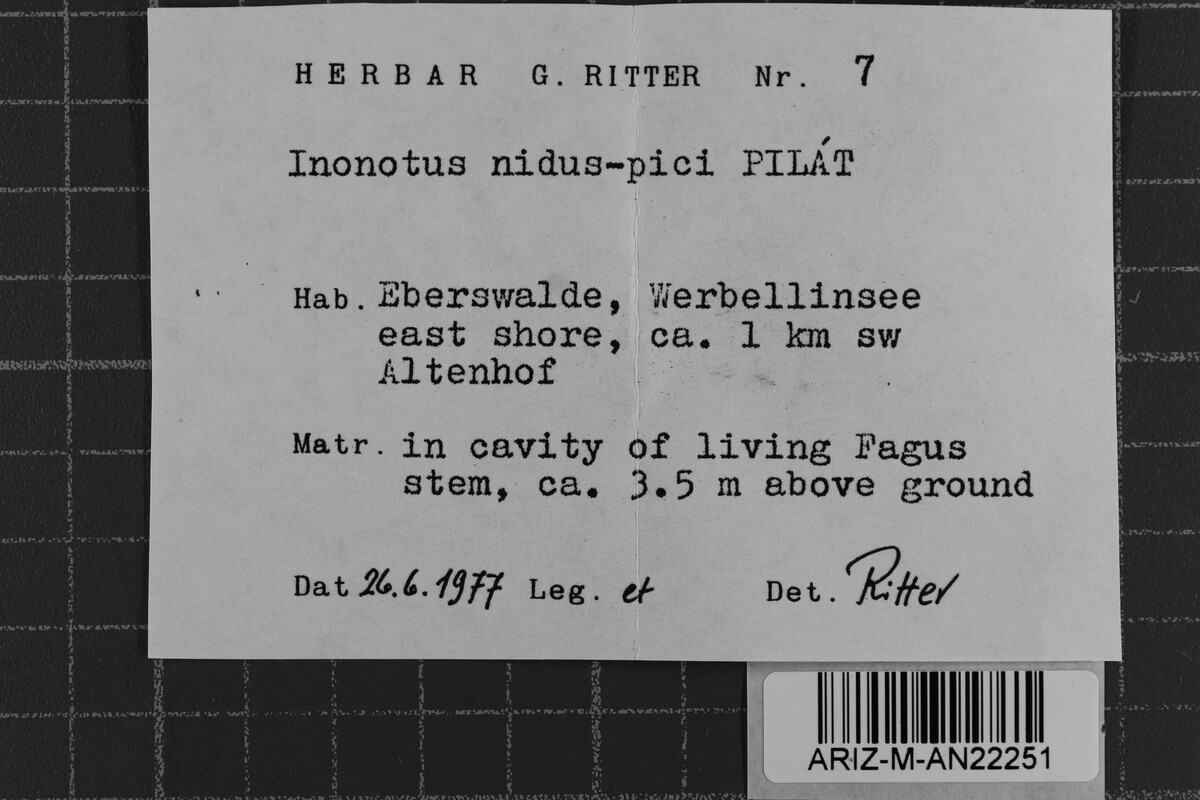 HERBAR G. RITTER Nr. 7
Inonotus nidus-pici PILÁT
Hab. Eberswalde, Werbellinsee
east shore, ca. 1 km sw
Altenhof
Matr. in cavity of living Fagus
stem, ca. 3.5 m above ground
Dat 26.6.1977 Leg. et Det. Ritter
ARIZ-M-AN22251